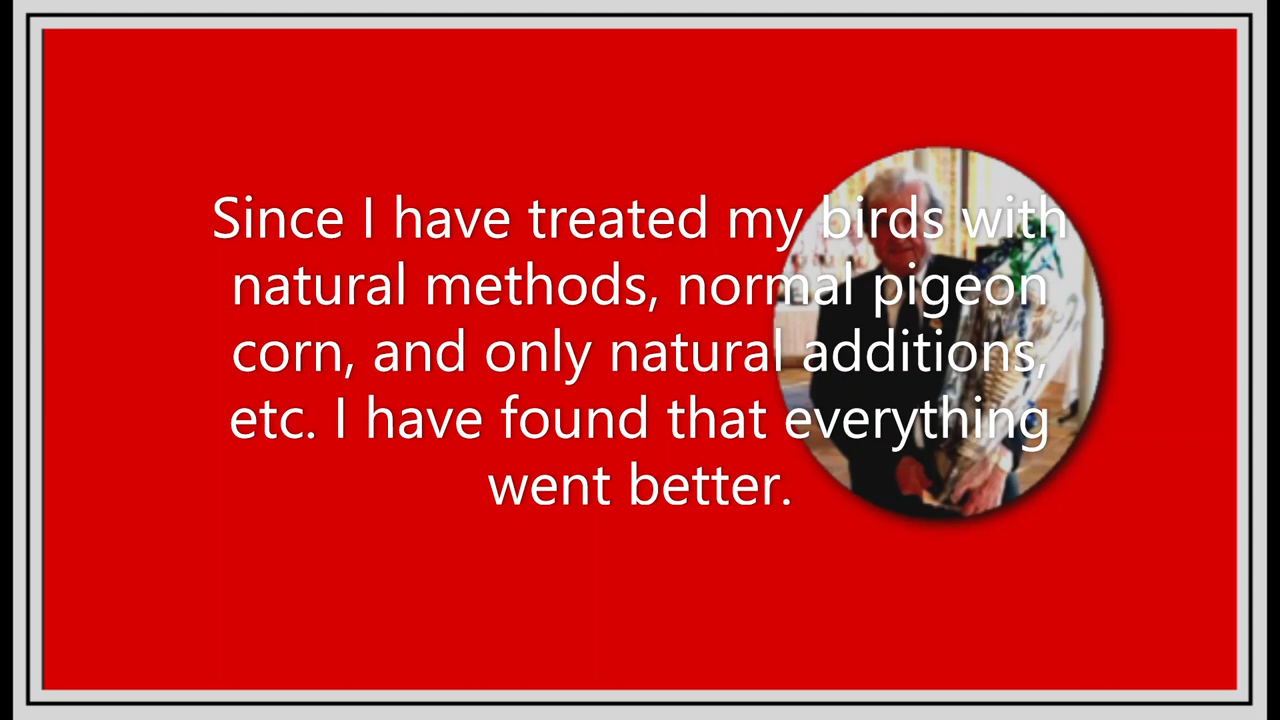 Since I have treated my birds with
natural methods, normal pigeon
corn, and only natural additions,
etc. I have found that everything
went better.